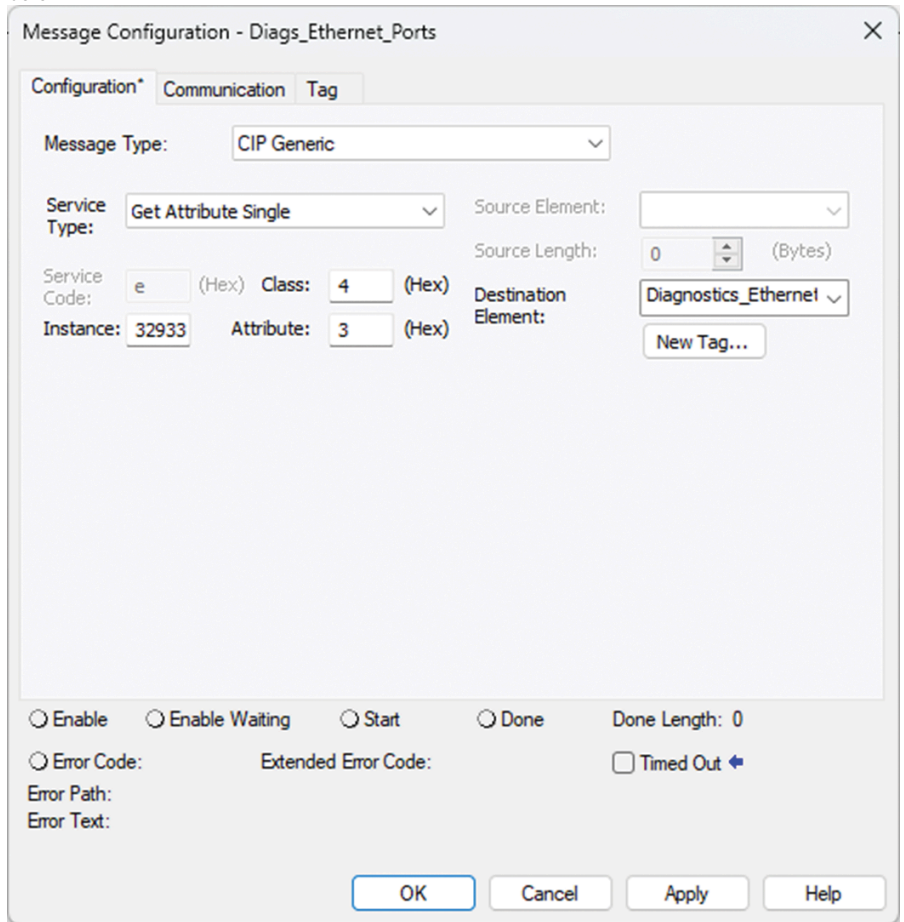 Message Configuration - Diags_Ethernet_Ports
Configuration* Communication Tag
Message Type: CIP Generic
Service Type: Get Attribute Single
Source Element:
Source Length: 0 (Bytes)
Service Code: e (Hex) Class: 4 (Hex)
Destination Element: Diagnostics_Ethernet
Instance: 32933 Attribute: 3 (Hex)
New Tag...
Enable Enable Waiting Start Done Done Length: 0
Error Code: Extended Error Code: Timed Out
Error Path:
Error Text:
OK Cancel Apply Help